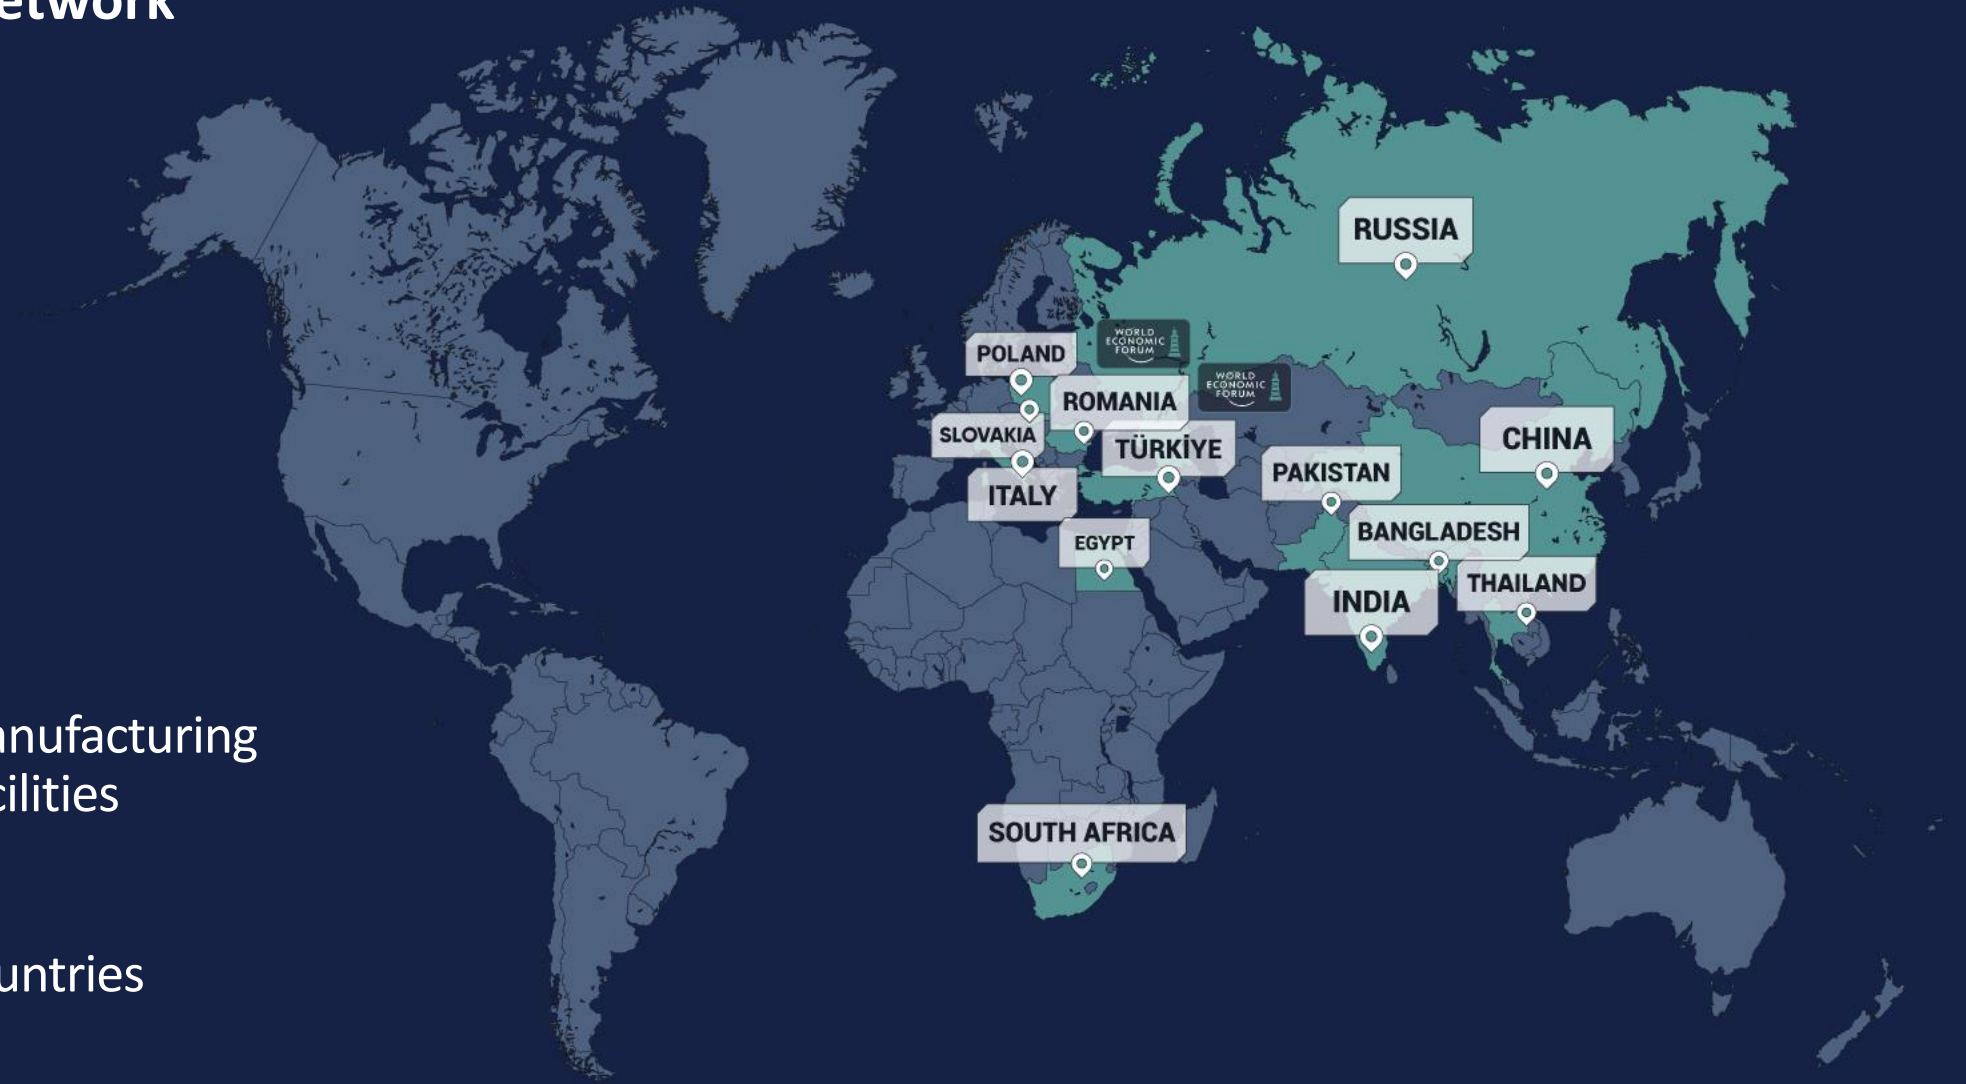 etwork
RUSSIA
WORLD
ECONOMIC
FORUM
POLAND
WORLD
ECONOMIC
FORUM
ROMANIA
SLOVAKIA
TÜRKİYE
CHINA
PAKISTAN
ITALY
BANGLADESH
EGYPT
THAILAND
INDIA
anufacturing
cilities
SOUTH AFRICA
untries